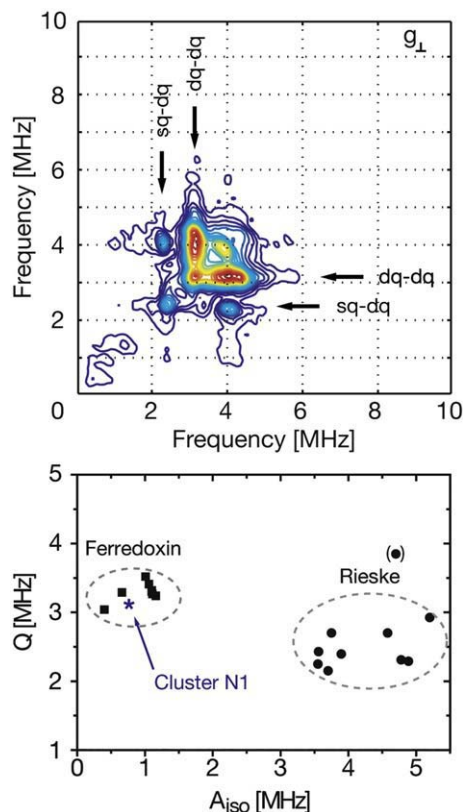 10
g⊥
8
6
4
2
0
Frequency [MHz]
sq-dq
dq-dq
dq-dq
sq-dq
2
4
6
8
10
Frequency [MHz]
5
4
3
2
1
Q [MHz]
Ferredoxin
(•)
Rieske
*
Cluster N1
0
1
2
3
4
5
Aiso [MHz]